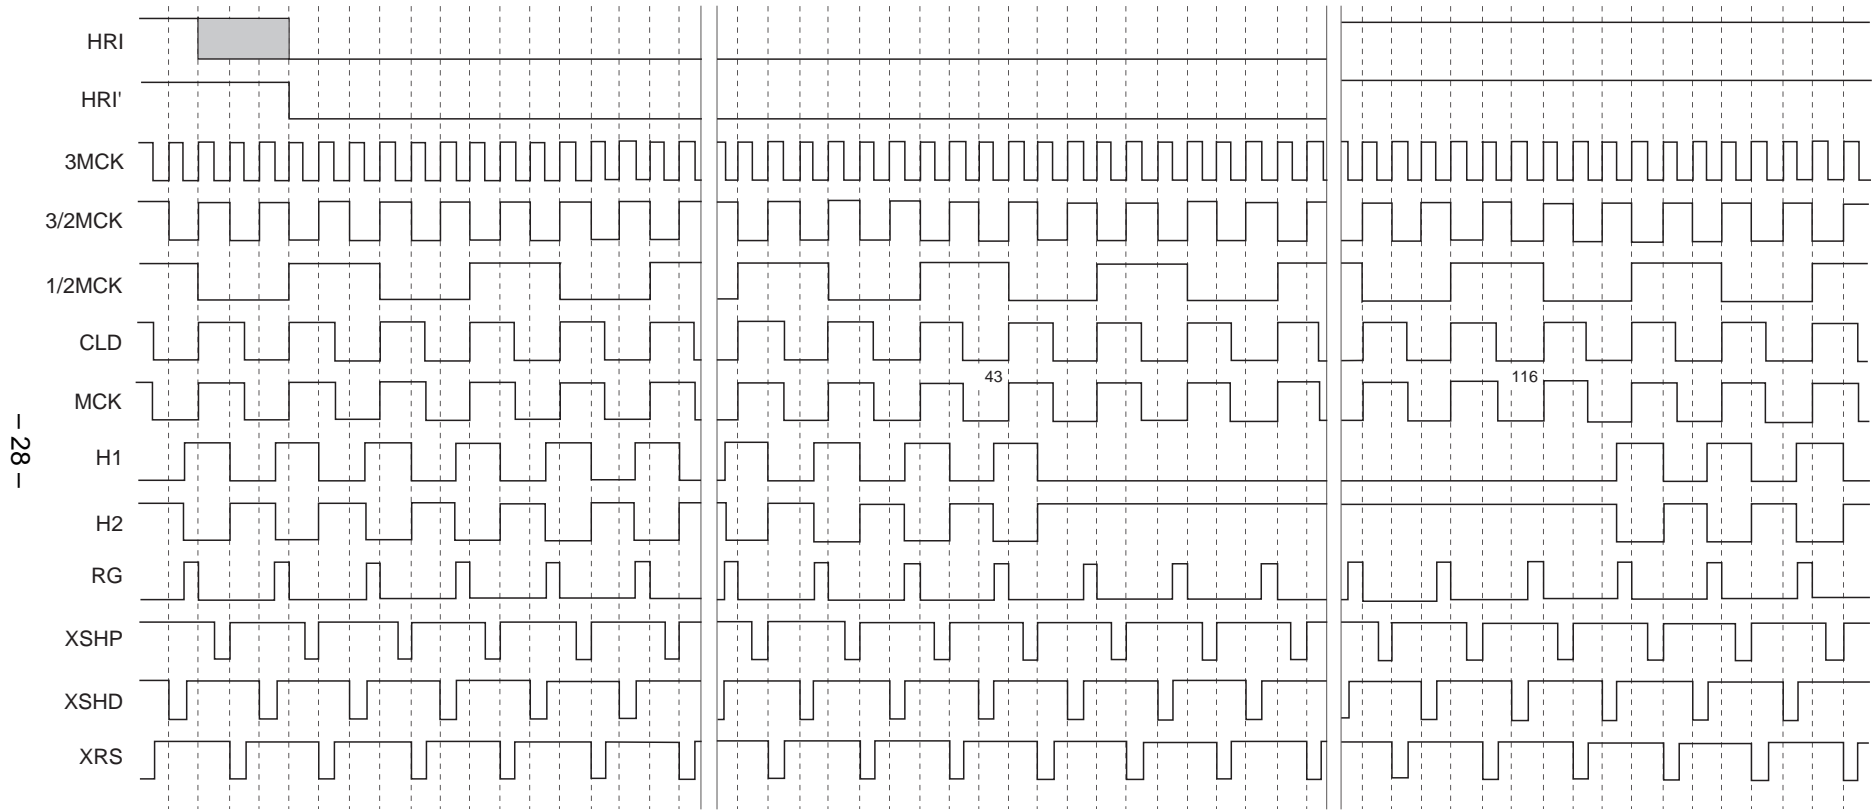 HRI
HRI'
3MCK
3/2MCK
1/2MCK
CLD
43
116
MCK
H1
– 28 –
H2
RG
XSHP
XSHD
XRS